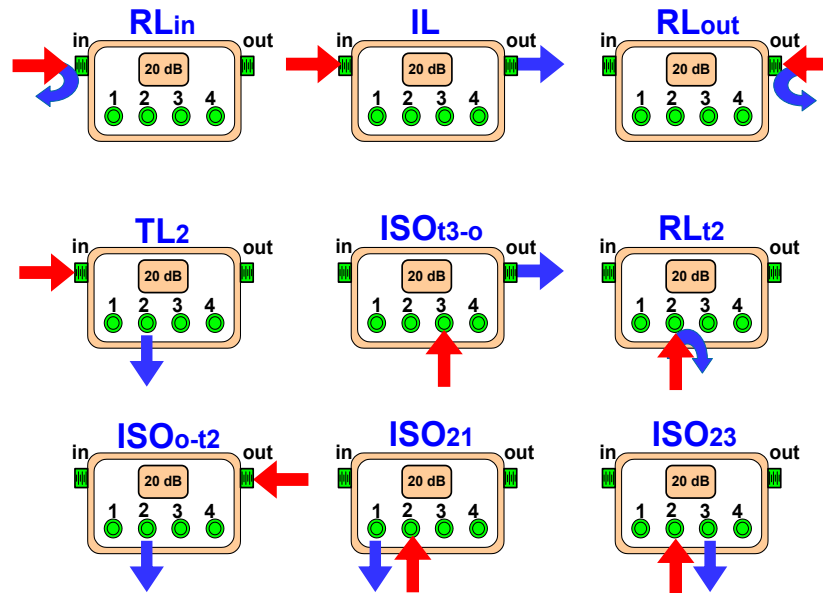 RLin
in
out
20 dB
1 2 3 4
IL
in
out
20 dB
1 2 3 4
RLout
in
out
20 dB
1 2 3 4
TL2
in
out
20 dB
1 2 3 4
ISOt3-o
in
out
20 dB
1 2 3 4
RLt2
in
out
20 dB
1 2 3 4
ISOo-t2
in
out
20 dB
1 2 3 4
ISO21
in
out
20 dB
1 2 3 4
ISO23
in
out
20 dB
1 2 3 4